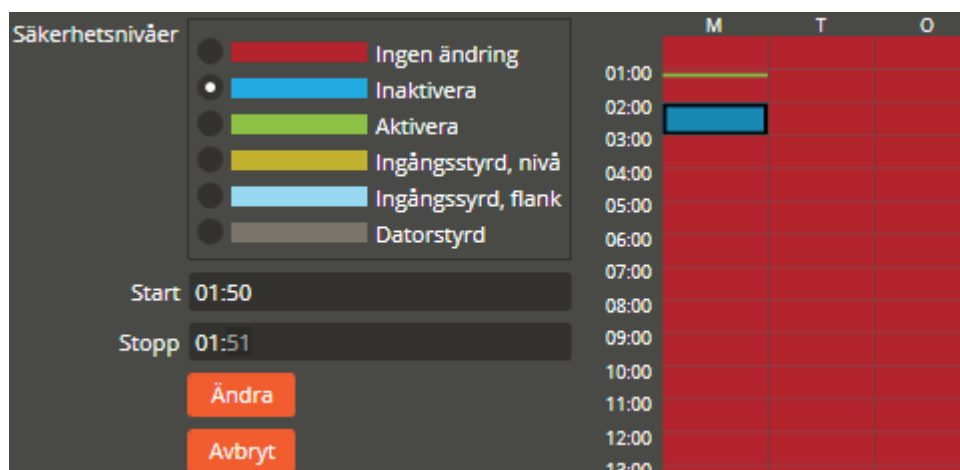 Säkerhetsnivåer
Ingen ändring
Inaktivera
Aktivera
Ingångsstyrd, nivå
Ingångssyrd, flank
Datorstyrd
Start 01:50
Stopp 01:51
Ändra
Avbryt
M T O
01:00
02:00
03:00
04:00
05:00
06:00
07:00
08:00
09:00
10:00
11:00
12:00
13:00